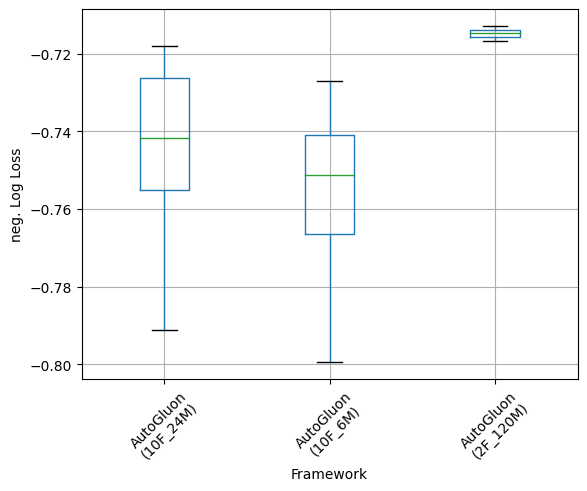 −0.72
−0.74
−0.76
−0.78
−0.80
neg. Log Loss
AutoGluon
(10F_24M)
AutoGluon
(10F_6M)
AutoGluon
(2F_120M)
Framework